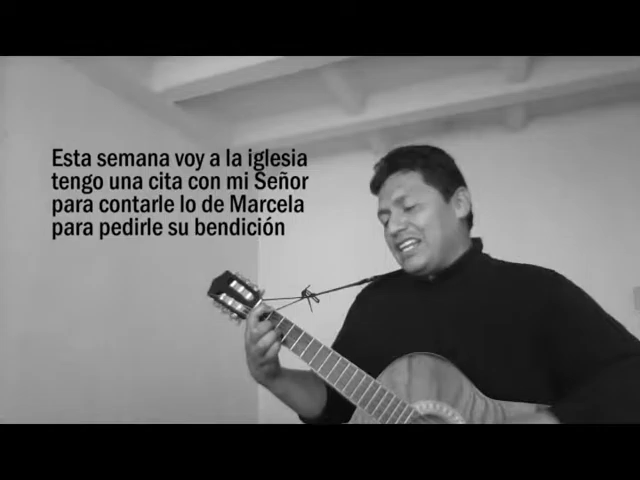 Esta semana voy a la iglesia
tengo una cita con mi Señor
para contarle lo de Marcela
para pedirle su bendición